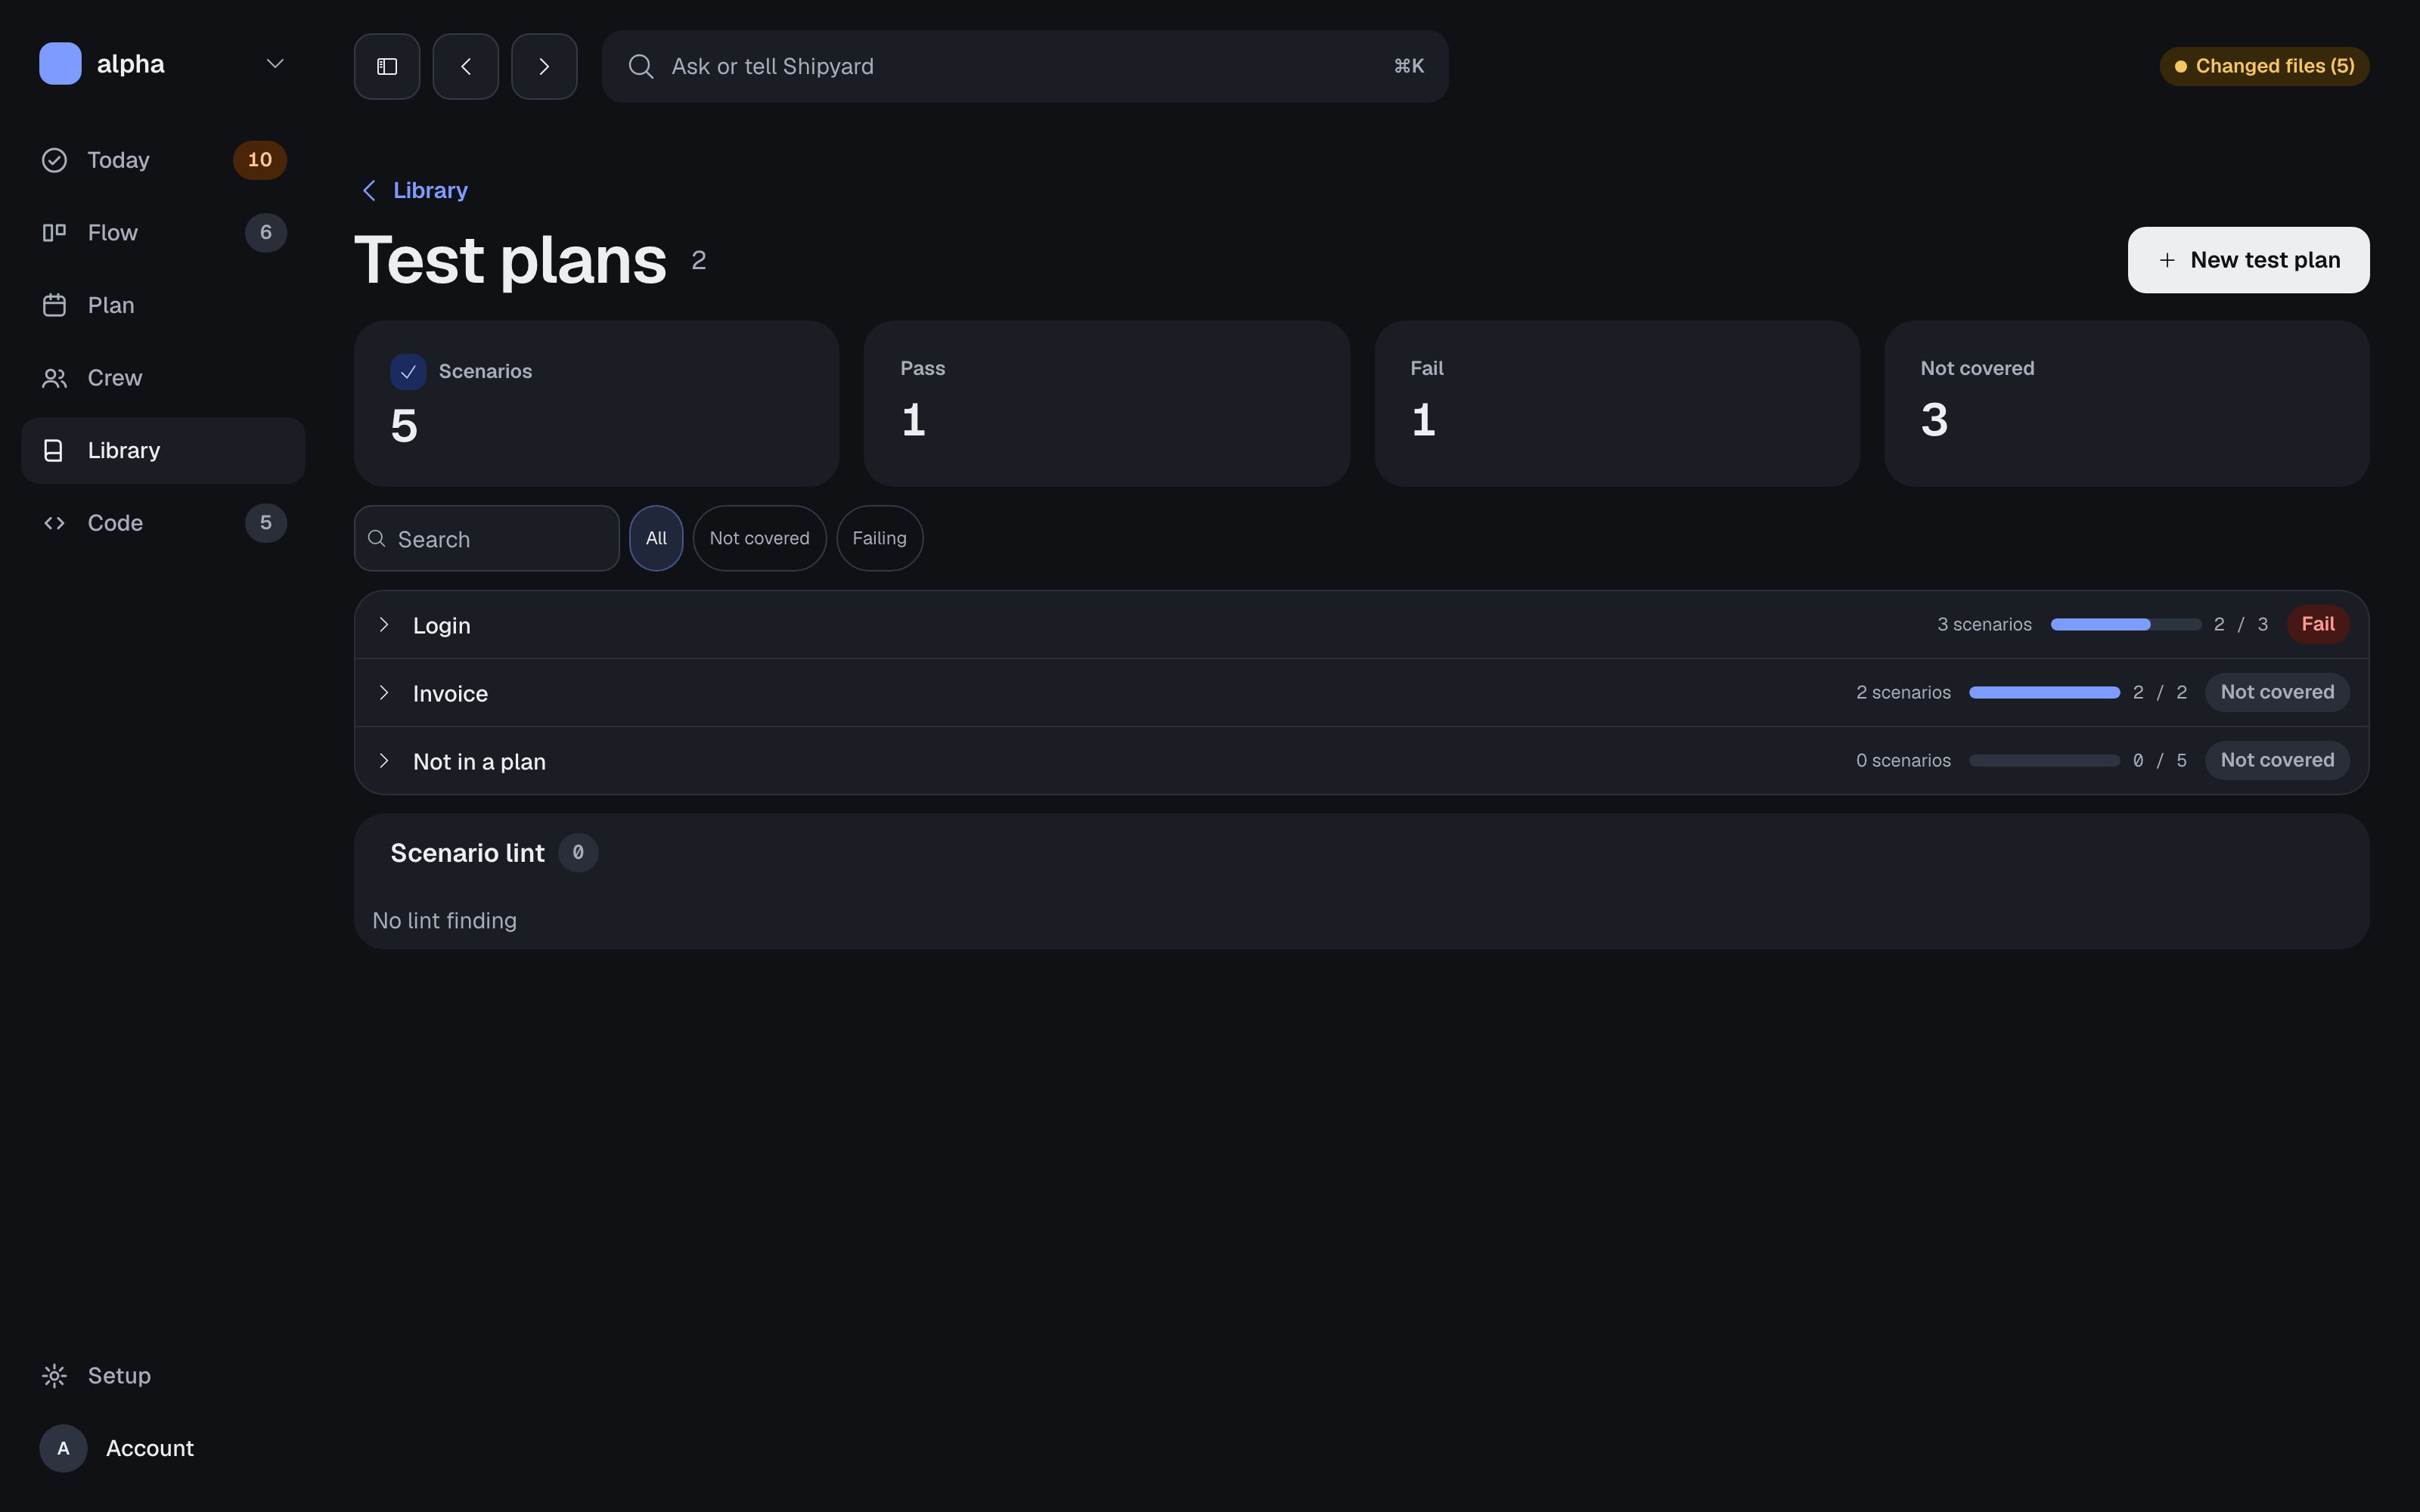 alpha
Ask or tell Shipyard ⌘K
Changed files (5)
Today 10
Flow 6
Plan
Crew
Library
Code 5
Setup
A Account
Library
Test plans 2
New test plan
Scenarios
5
Pass
1
Fail
1
Not covered
3
Search
All
Not covered
Failing
Login 3 scenarios 2 / 3 Fail
Invoice 2 scenarios 2 / 2 Not covered
Not in a plan 0 scenarios 0 / 5 Not covered
Scenario lint 0
No lint finding